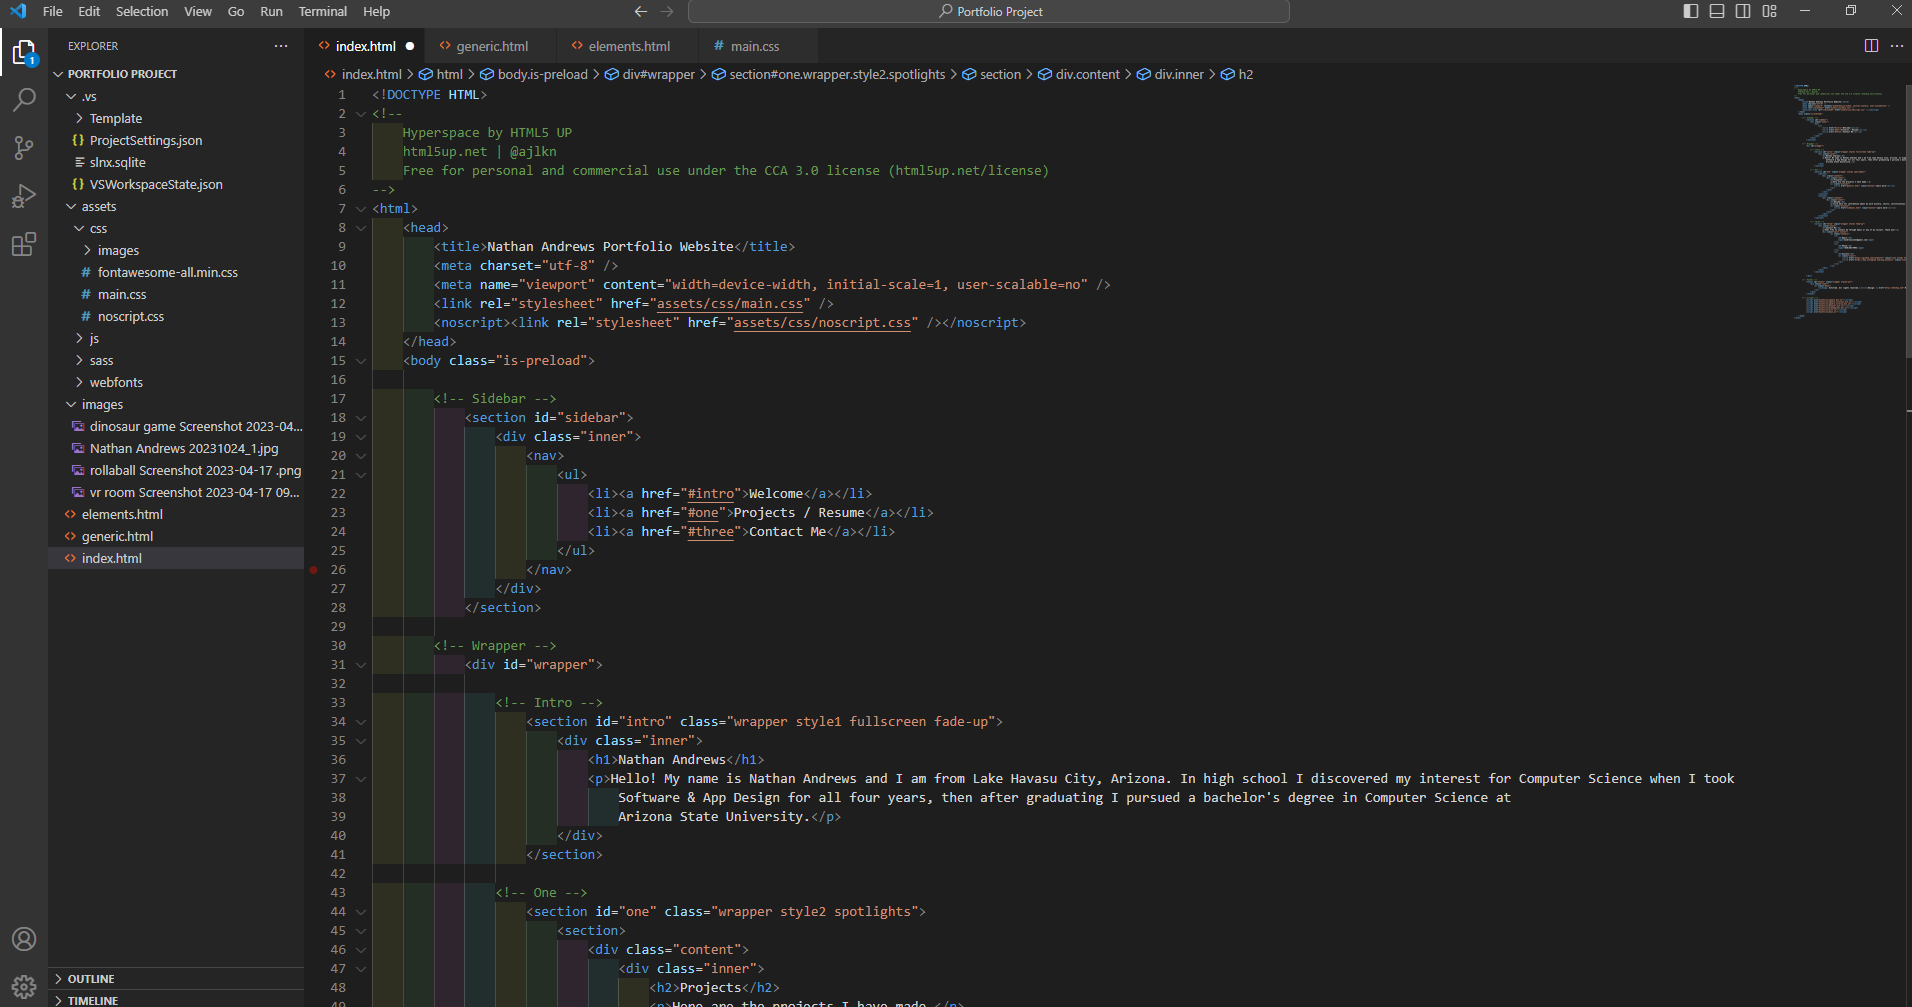 File Edit Selection View Go Run Terminal Help
Portfolio Project
EXPLORER
1
PORTFOLIO PROJECT
.vs
Template
ProjectSettings.json
slnx.sqlite
VSWorkspaceState.json
assets
css
images
fontawesome-all.min.css
main.css
noscript.css
js
sass
webfonts
images
dinosaur game Screenshot 2023-04...
Nathan Andrews 20231024_1.jpg
rollaball Screenshot 2023-04-17 .png
vr room Screenshot 2023-04-17 09...
elements.html
generic.html
index.html
OUTLINE
TIMELINE
index.html generic.html elements.html main.css
index.html > html > body.is-preload > div#wrapper > section#one.wrapper.style2.spotlights > section > div.content > div.inner > h2
1 <!DOCTYPE HTML>
2 <!--
3 Hyperspace by HTML5 UP
4 html5up.net | @ajlkn
5 Free for personal and commercial use under the CCA 3.0 license (html5up.net/license)
6 -->
7 <html>
8 <head>
9 <title>Nathan Andrews Portfolio Website</title>
10 <meta charset="utf-8" />
11 <meta name="viewport" content="width=device-width, initial-scale=1, user-scalable=no" />
12 <link rel="stylesheet" href="assets/css/main.css" />
13 <noscript><link rel="stylesheet" href="assets/css/noscript.css" /></noscript>
14 </head>
15 <body class="is-preload">
16
17 <!-- Sidebar -->
18 <section id="sidebar">
19 <div class="inner">
20 <nav>
21 <ul>
22 <li><a href="#intro">Welcome</a></li>
23 <li><a href="#one">Projects / Resume</a></li>
24 <li><a href="#three">Contact Me</a></li>
25 </ul>
26 </nav>
27 </div>
28 </section>
29
30 <!-- Wrapper -->
31 <div id="wrapper">
32
33 <!-- Intro -->
34 <section id="intro" class="wrapper style1 fullscreen fade-up">
35 <div class="inner">
36 <h1>Nathan Andrews</h1>
37 <p>Hello! My name is Nathan Andrews and I am from Lake Havasu City, Arizona. In high school I discovered my interest for Computer Science when I took
38 Software & App Design for all four years, then after graduating I pursued a bachelor's degree in Computer Science at
39 Arizona State University.</p>
40 </div>
41 </section>
42
43 <!-- One -->
44 <section id="one" class="wrapper style2 spotlights">
45 <section>
46 <div class="content">
47 <div class="inner">
48 <h2>Projects</h2>
49 <p>Here are the projects I have made.</p>